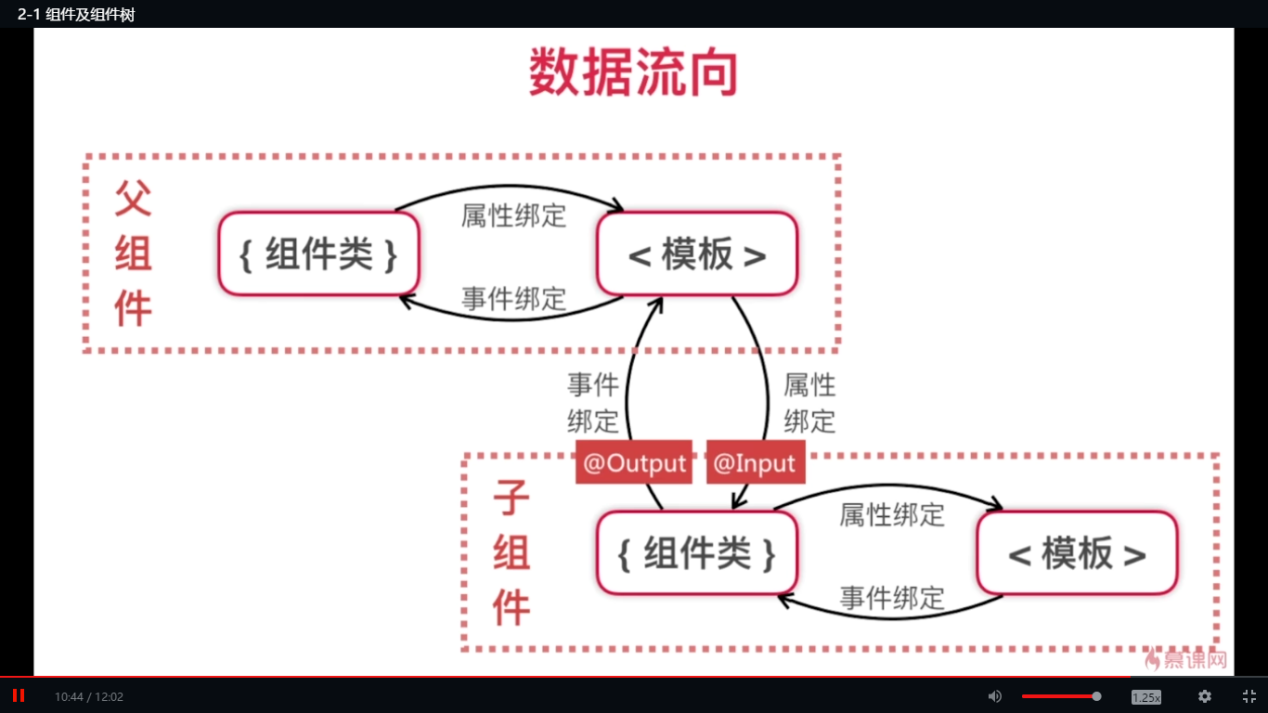 2-1 组件及组件树
数据流向
父
组
件
{ 组件类 }
属性绑定
事件绑定
< 模板 >
事件
绑定
属性
绑定
@Output
@Input
子
组
件
{ 组件类 }
属性绑定
事件绑定
< 模板 >
慕课网
10:44 / 12:02
1.25x